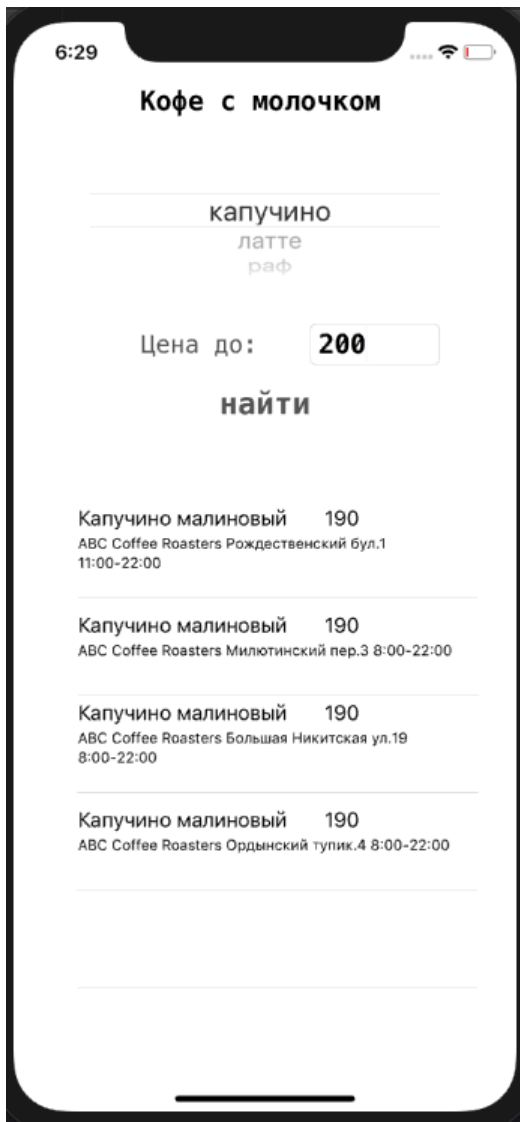 6:29
Кофе с молочком
капучино
латте
раф
Цена до: 200
найти
Капучино малиновый 190
ABC Coffee Roasters Рождественский бул.1
11:00-22:00
Капучино малиновый 190
ABC Coffee Roasters Милютинский пер.3 8:00-22:00
Капучино малиновый 190
ABC Coffee Roasters Большая Никитская ул.19
8:00-22:00
Капучино малиновый 190
ABC Coffee Roasters Ордынский тупик.4 8:00-22:00